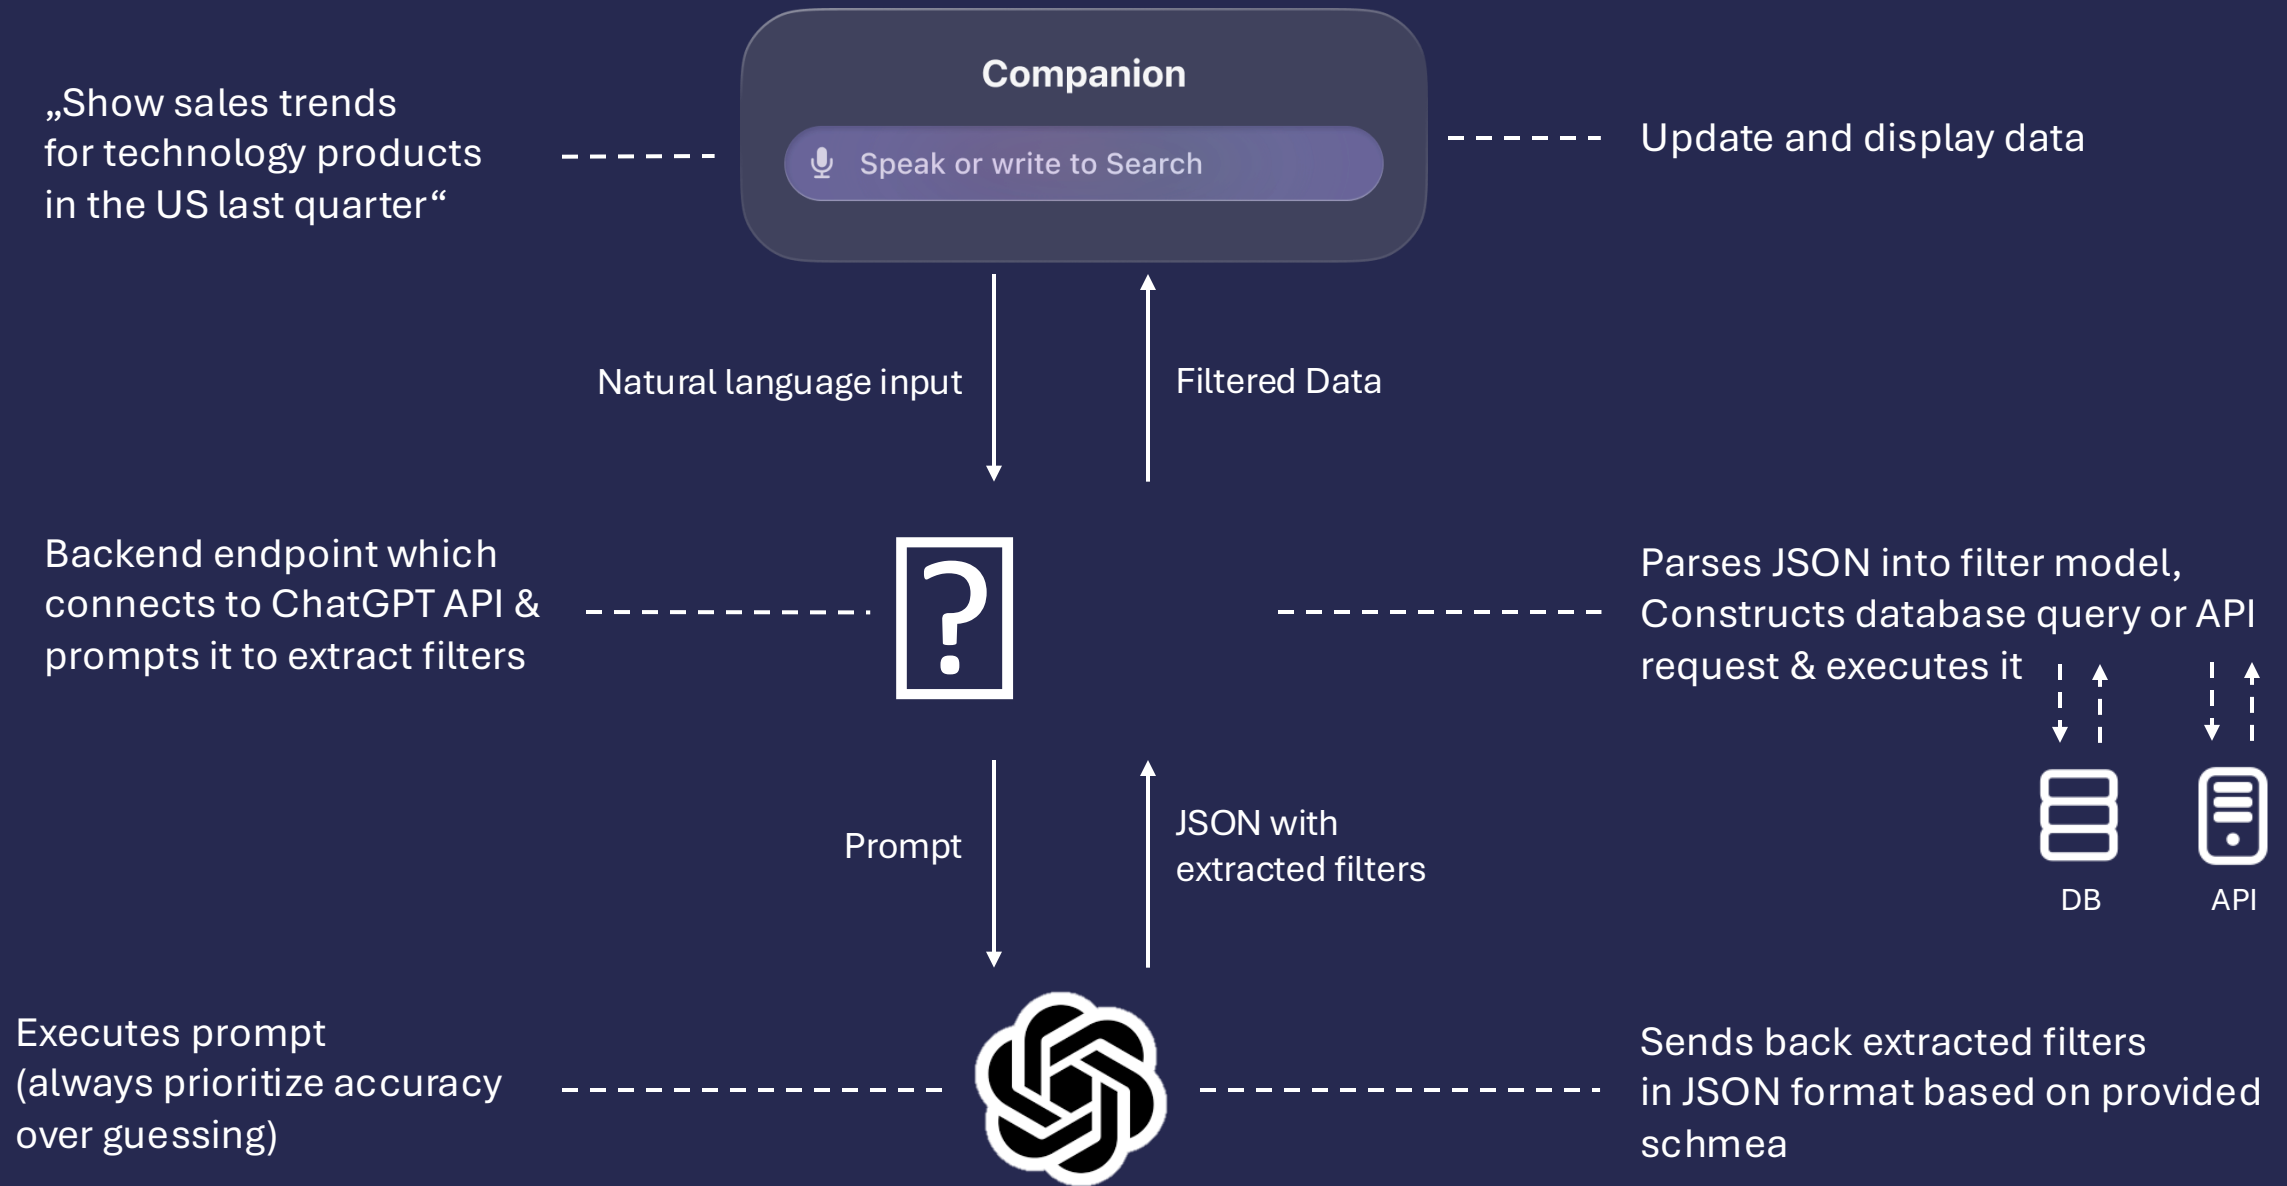 Companion
Speak or write to Search
„Show sales trends
for technology products
in the US last quarter“
Update and display data
Natural language input
Filtered Data
Backend endpoint which
connects to ChatGPT API &
prompts it to extract filters
?
Parses JSON into filter model,
Constructs database query or API
request & executes it
DB
API
Prompt
JSON with
extracted filters
Executes prompt
(always prioritize accuracy
over guessing)
Sends back extracted filters
in JSON format based on provided
schmea